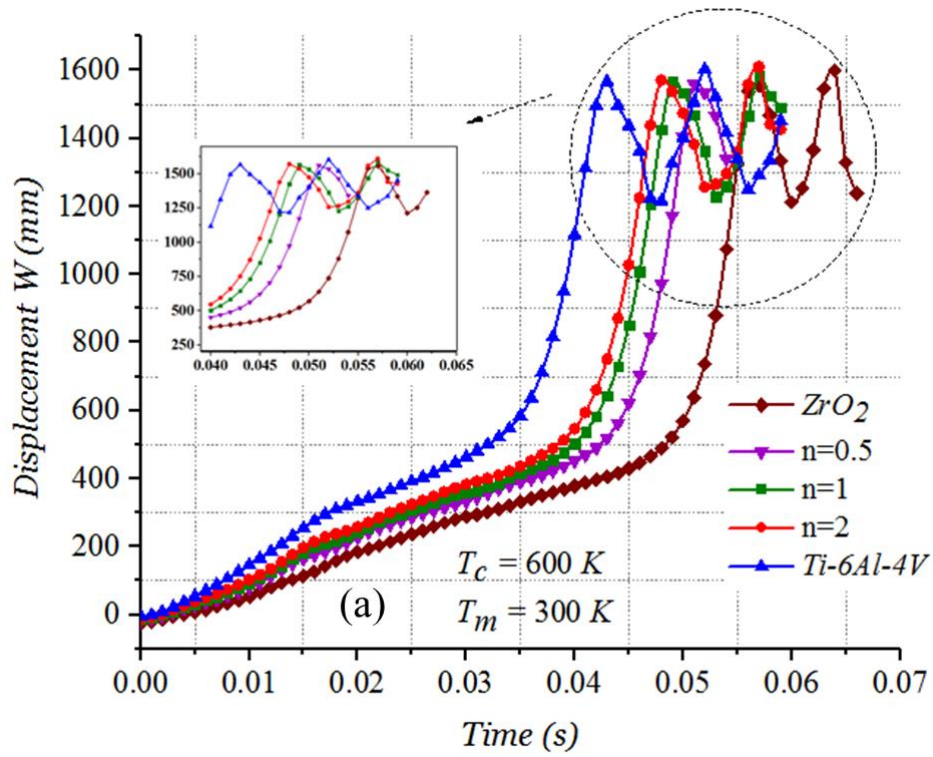 Displacement W (mm)
1600
1400
1200
1000
800
600
400
200
0
1500
1250
1000
750
500
250
0.040 0.045 0.050 0.055 0.060 0.065
ZrO2
n=0.5
n=1
n=2
Ti-6Al-4V
Tc = 600 K
(a)
Tm = 300 K
0.00 0.01 0.02 0.03 0.04 0.05 0.06 0.07
Time (s)